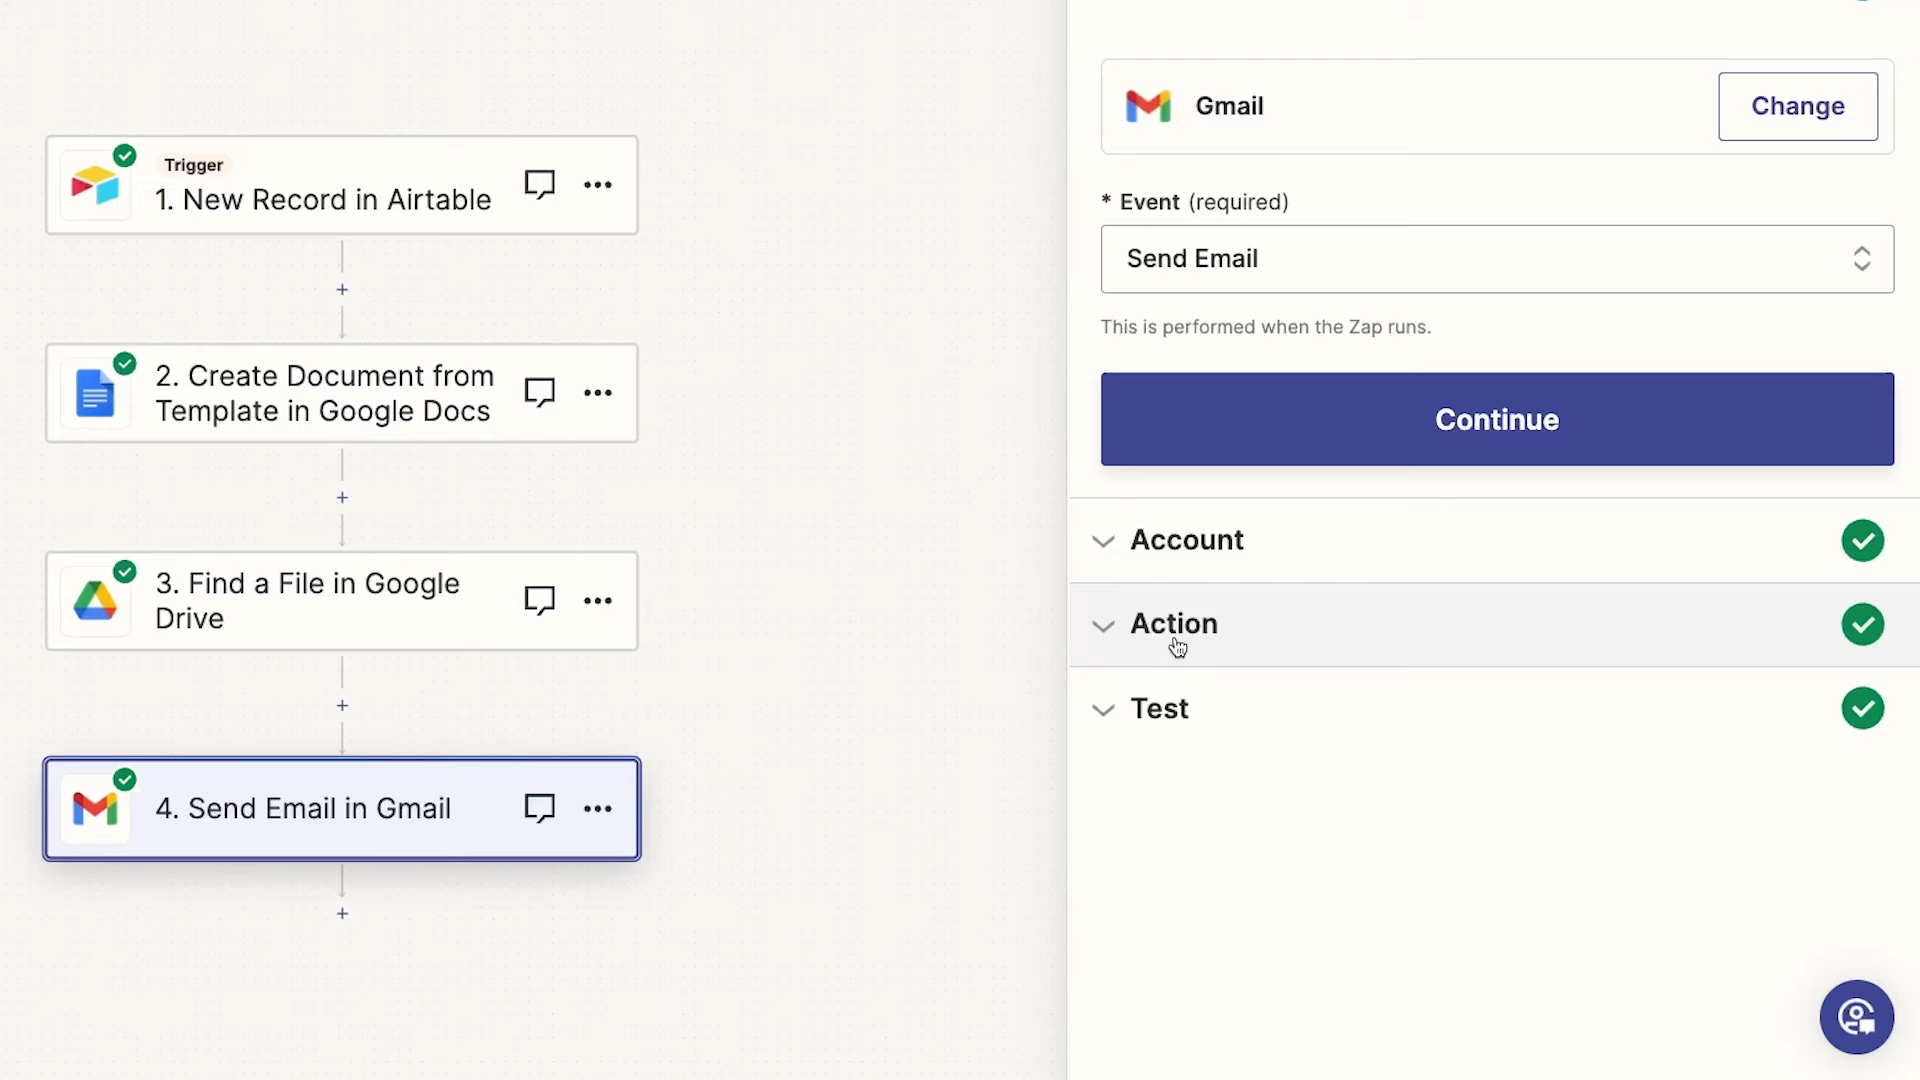 Trigger
1. New Record in Airtable
2. Create Document from
Template in Google Docs
3. Find a File in Google
Drive
4. Send Email in Gmail
Gmail
Change
* Event (required)
Send Email
This is performed when the Zap runs.
Continue
Account
Action
Test